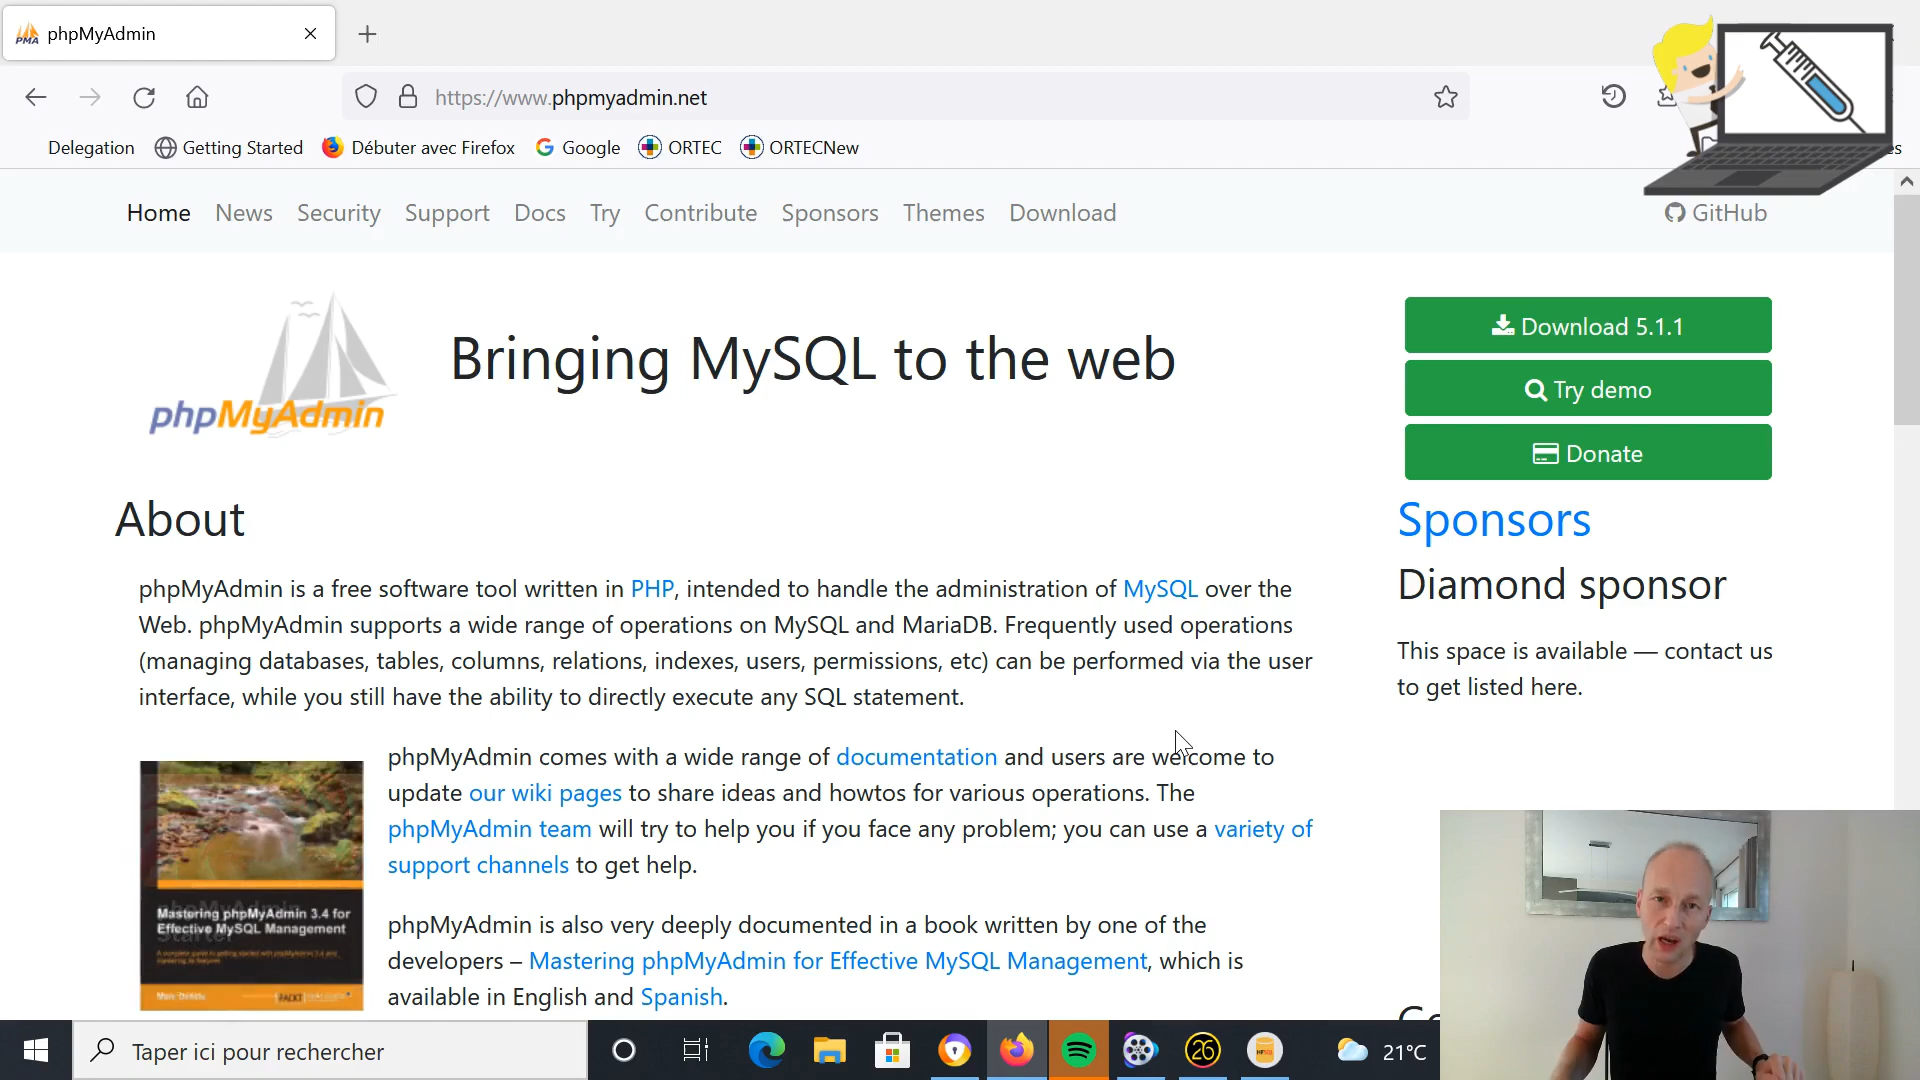 phpMyAdmin
https://www.phpmyadmin.net
Delegation
Getting Started
Débuter avec Firefox
Google
ORTEC
ORTECNew
es
Home
News
Security
Support
Docs
Try
Contribute
Sponsors
Themes
Download
GitHub
phpMyAdmin
Bringing MySQL to the web
Download 5.1.1
Try demo
Donate
About
phpMyAdmin is a free software tool written in PHP, intended to handle the administration of MySQL over the
Web. phpMyAdmin supports a wide range of operations on MySQL and MariaDB. Frequently used operations
(managing databases, tables, columns, relations, indexes, users, permissions, etc) can be performed via the user
interface, while you still have the ability to directly execute any SQL statement.
phpMyAdmin comes with a wide range of documentation and users are welcome to
update our wiki pages to share ideas and howtos for various operations. The
phpMyAdmin team will try to help you if you face any problem; you can use a variety of
support channels to get help.
Mastering phpMyAdmin 3.4 for
Effective MySQL Management
PACKT
phpMyAdmin is also very deeply documented in a book written by one of the
developers – Mastering phpMyAdmin for Effective MySQL Management, which is
available in English and Spanish.
Sponsors
Diamond sponsor
This space is available — contact us
to get listed here.
Taper ici pour rechercher
26
21°C